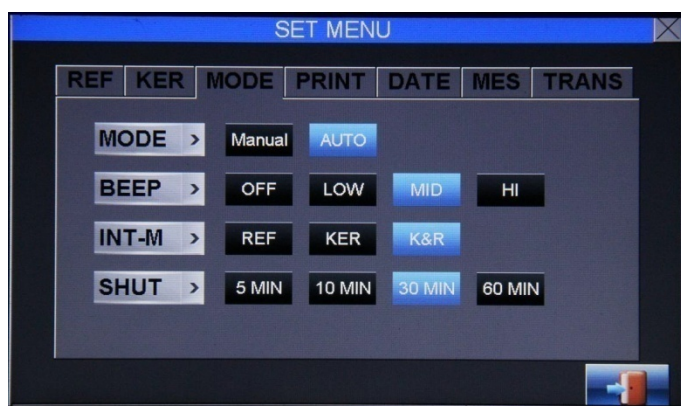 SET MENU
REF KER MODE PRINT DATE MES TRANS
MODE > Manual AUTO
BEEP > OFF LOW MID HI
INT-M > REF KER K&R
SHUT > 5 MIN 10 MIN 30 MIN 60 MIN